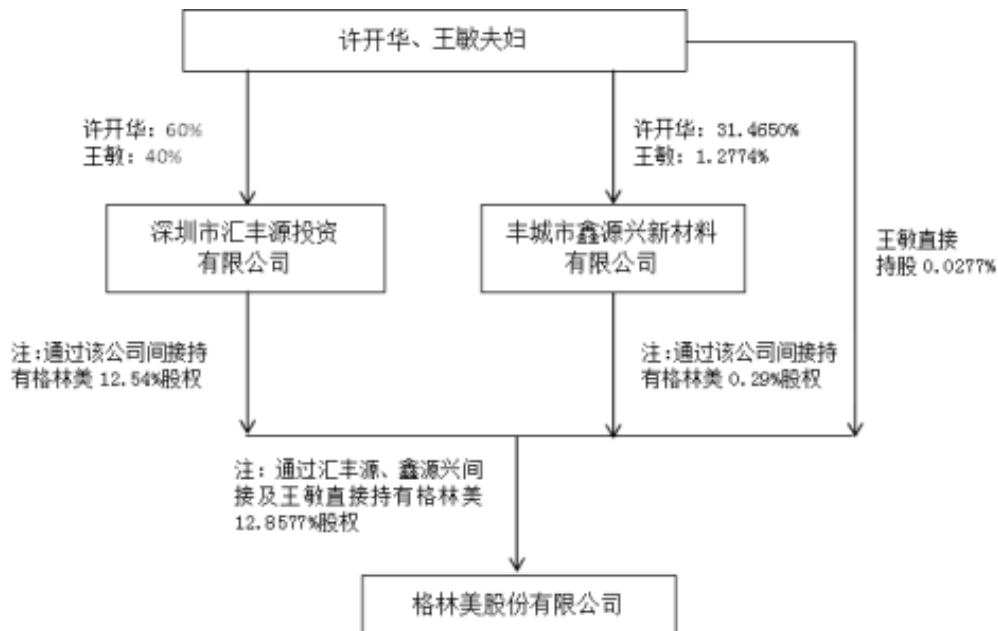 许开华、王敏夫妇
许开华：60%
王敏：40%
许开华：31.4650%
王敏：1.2774%
深圳市汇丰源投资
有限公司
丰城市鑫源兴新材料
有限公司
王敏直接
持股 0.0277%
注:通过该公司间接持
有格林美 12.54%股权
注:通过该公司间接持
有格林美 0.29%股权
注：通过汇丰源、鑫源兴间
接及王敏直接持有格林美
12.8577%股权
格林美股份有限公司